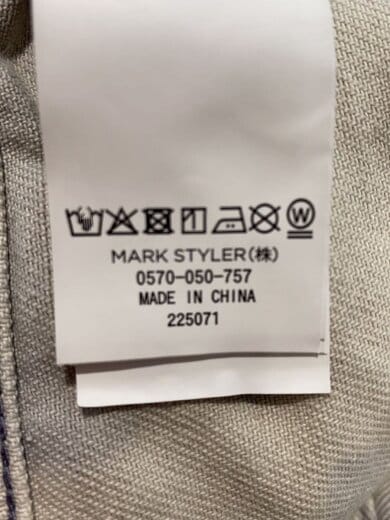 W
MARK STYLER(株)
0570-050-757
MADE IN CHINA
225071